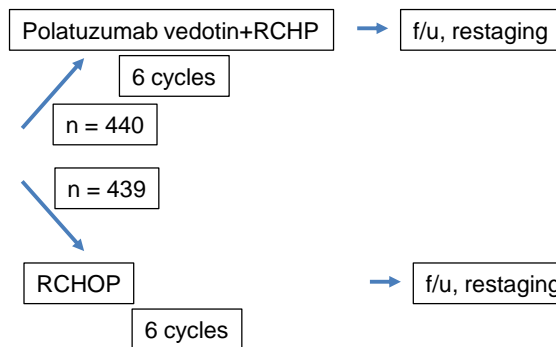 Polatuzumab vedotin+RCHP
f/u, restaging
6 cycles
n = 440
n = 439
RCHOP
f/u, restaging
6 cycles